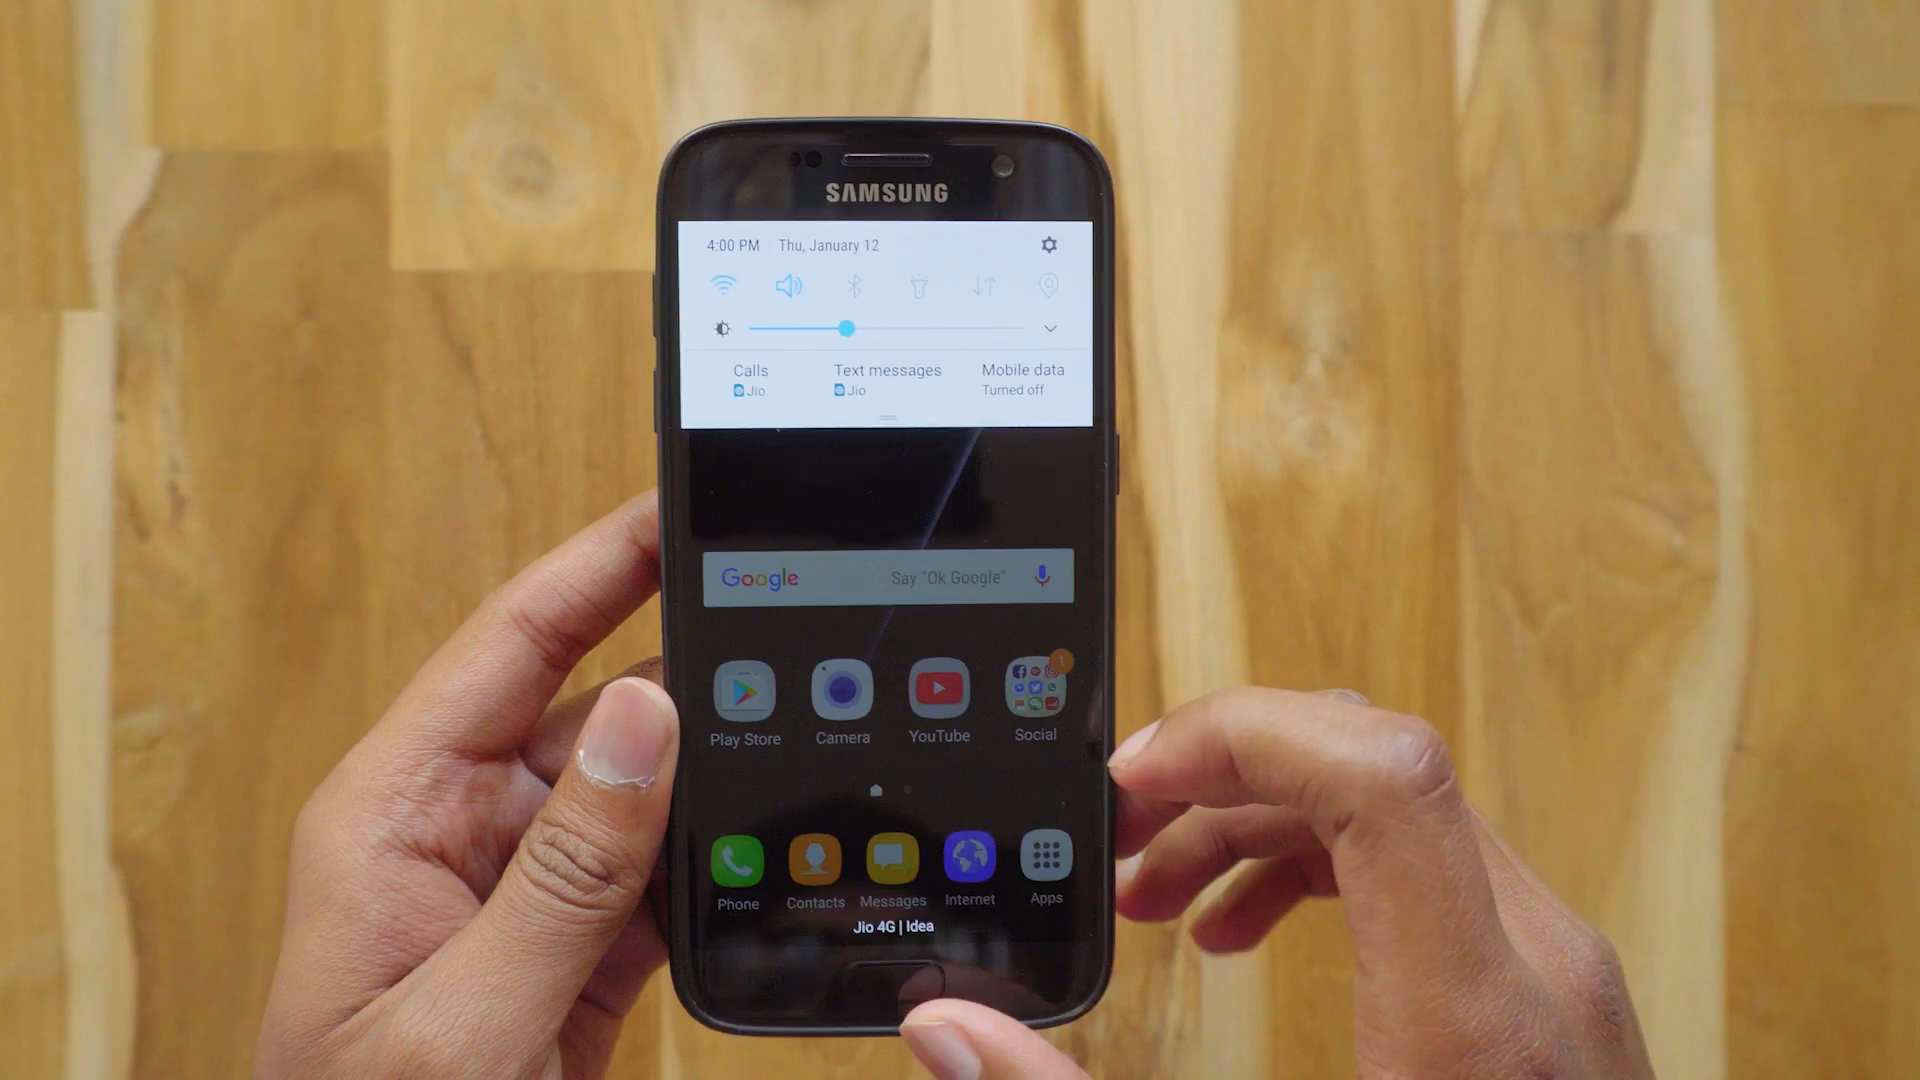 SAMSUNG
4:00 PM Thu, January 12
Calls Text messages Mobile data
Jio Jio Turned off
Google Say "Ok Google"
1
Play Store Camera YouTube Social
Phone Contacts Messages Internet Apps
Jio 4G | Idea